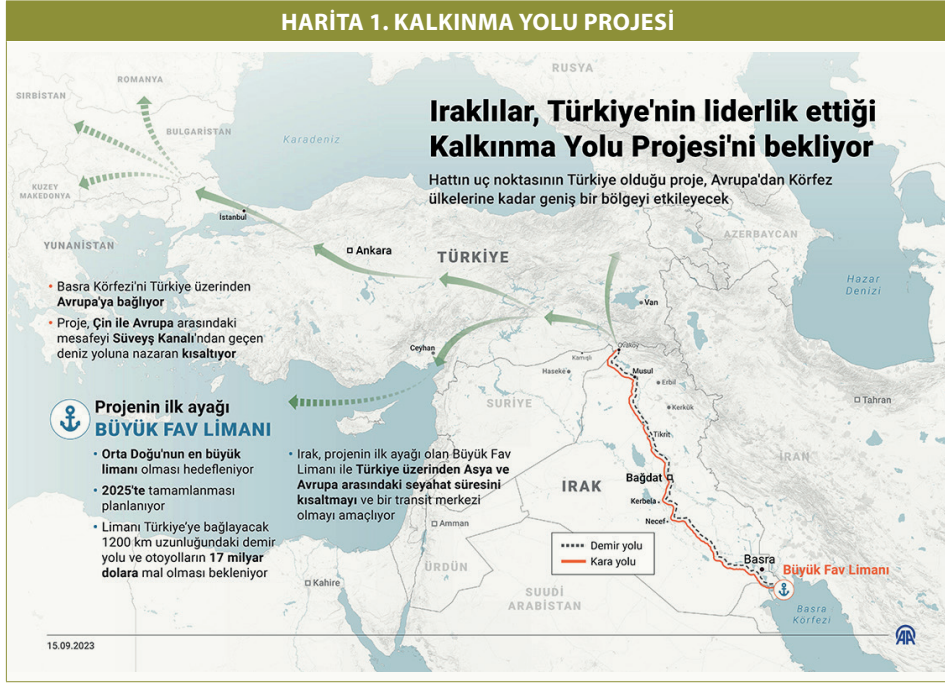 HARİTA 1. KALKINMA YOLU PROJESİ
Iraklılar, Türkiye'nin liderlik ettiği
Kalkınma Yolu Projesi'ni bekliyor
Hattın uç noktasının Türkiye olduğu proje, Avrupa'dan Körfez
ülkelerine kadar geniş bir bölgeyi etkileyecek
RUSYA
ROMANYA
SIRBİSTAN
BULGARİSTAN
Karadeniz
KUZEY
MAKEDONYA
İstanbul
YUNANİSTAN
Ankara
TÜRKİYE
AZERBAYCAN
Hazar
Denizi
Van
• Basra Körfezi'ni Türkiye üzerinden
Avrupa'ya bağlıyor
• Proje, Çin ile Avrupa arasındaki
mesafeyi Süveyş Kanalı'ndan geçen
deniz yoluna nazaran kısaltıyor
Ceyhan
Ovaköy
Kamışlı
Haseke
Musul
Erbil
Kerkük
Tahran
SURİYE
Tikrit
İRAN
IRAK
Bağdat
Kerbela
Necef
Projenin ilk ayağı
BÜYÜK FAV LİMANI
• Orta Doğu'nun en büyük
limanı olması hedefleniyor
• 2025'te tamamlanması
planlanıyor
• Limanı Türkiye'ye bağlayacak
1200 km uzunluğundaki demir
yolu ve otoyolların 17 milyar
dolara mal olması bekleniyor
• Irak, projenin ilk ayağı olan Büyük Fav
Limanı ile Türkiye üzerinden Asya ve
Avrupa arasındaki seyahat süresini
kısaltmayı ve bir transit merkezi
olmayı amaçlıyor
Amman
ÜRDÜN
Kahire
SUUDİ
ARABİSTAN
Demir yolu
Kara yolu
Basra
Büyük Fav Limanı
Basra
Körfezi
15.09.2023
AA